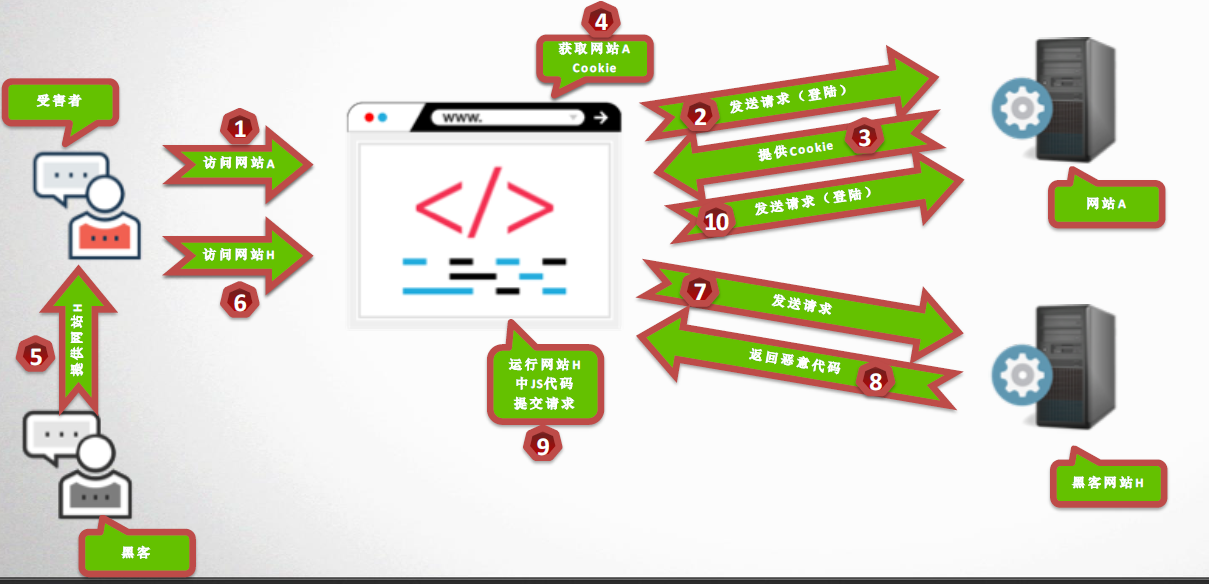 4
获取网站A
Cookie
受害者
1
访问网站A
WWW.
2
发送请求（登陆）
提供Cookie
3
10
发送请求（登陆）
网站A
访问网站H
6
7
发送请求
5
提供网站H
返回恶意代码
8
运行网站H
中JS代码
提交请求
9
黑客网站H
黑客